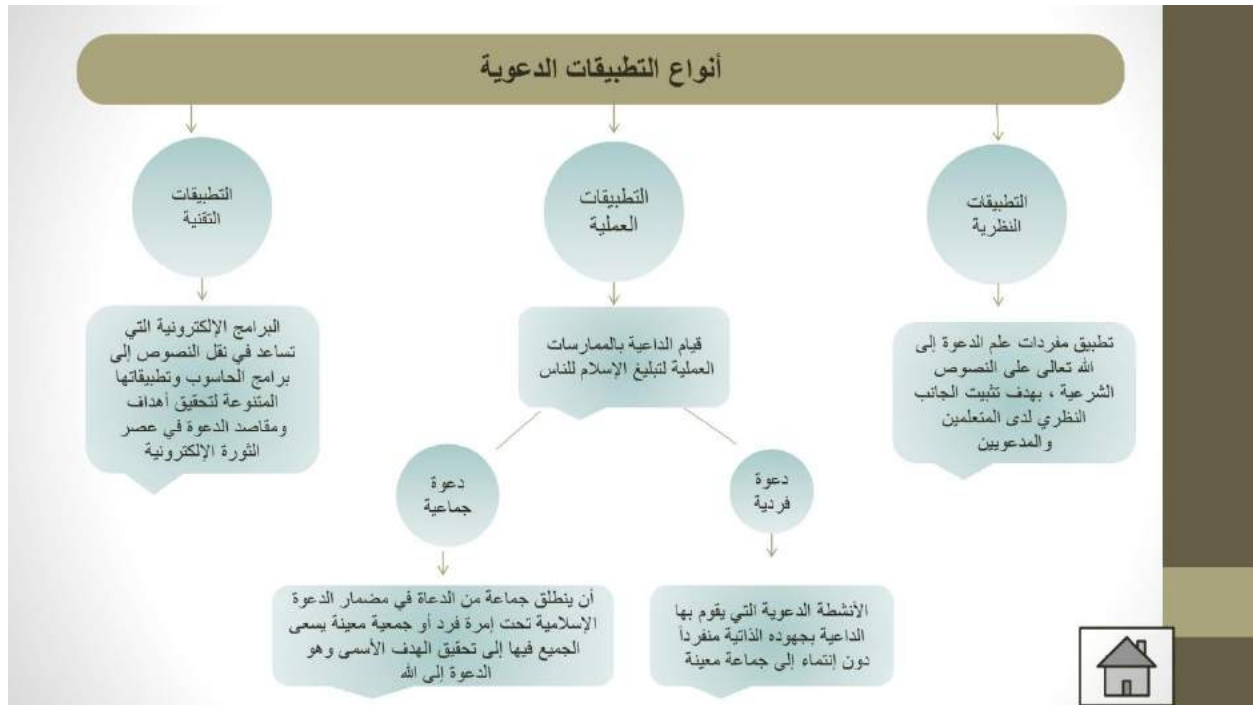 أنواع التطبيقات الدعوية
التطبيقات
النظرية
تطبيق مفردات علم الدعوة إلى
الله تعالى على النصوص
الشرعية ، بهدف تثبيت الجانب
النظري لدى المتعلمين
والمدعويين
التطبيقات
العملية
قيام الداعية بالممارسات
العملية لتبليغ الإسلام للناس
دعوة
فردية
الأنشطة الدعوية التي يقوم بها
الداعية بجهوده الذاتية منفرداً
دون إنتماء إلى جماعة معينة
دعوة
جماعية
أن ينطلق جماعة من الدعاة في مضمار الدعوة
الإسلامية تحت إمرة فرد أو جمعية معينة يسعى
الجميع فيها إلى تحقيق الهدف الأسمى وهو
الدعوة إلى الله
التطبيقات
التقنية
البرامج الإلكترونية التي
تساعد في نقل النصوص إلى
برامج الحاسوب وتطبيقاتها
المتنوعة لتحقيق أهداف
ومقاصد الدعوة في عصر
الثورة الإلكترونية